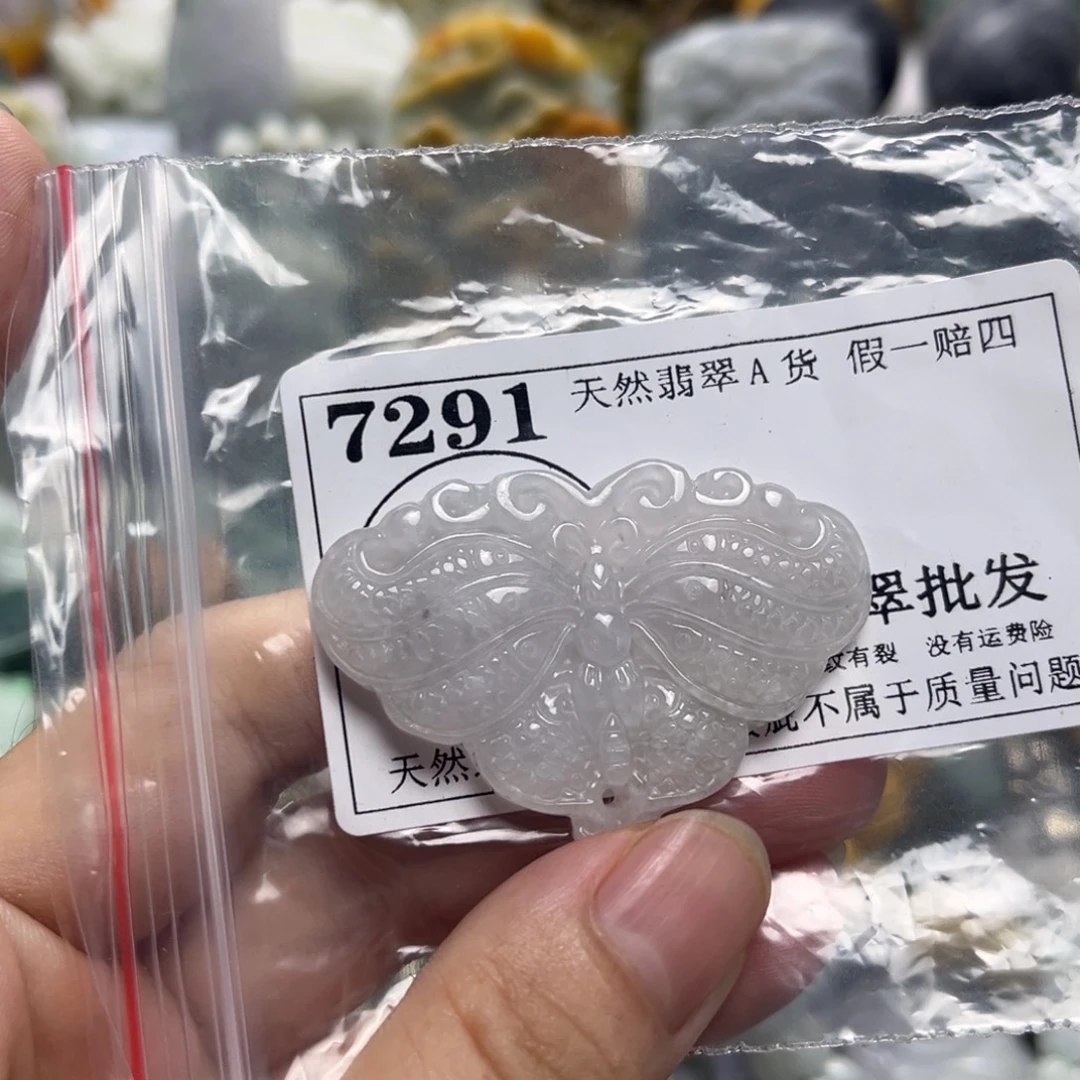 7291 天然翡翠A货 假一赔四
翠批发
有裂 没有运费险
不属于质量问题
天然